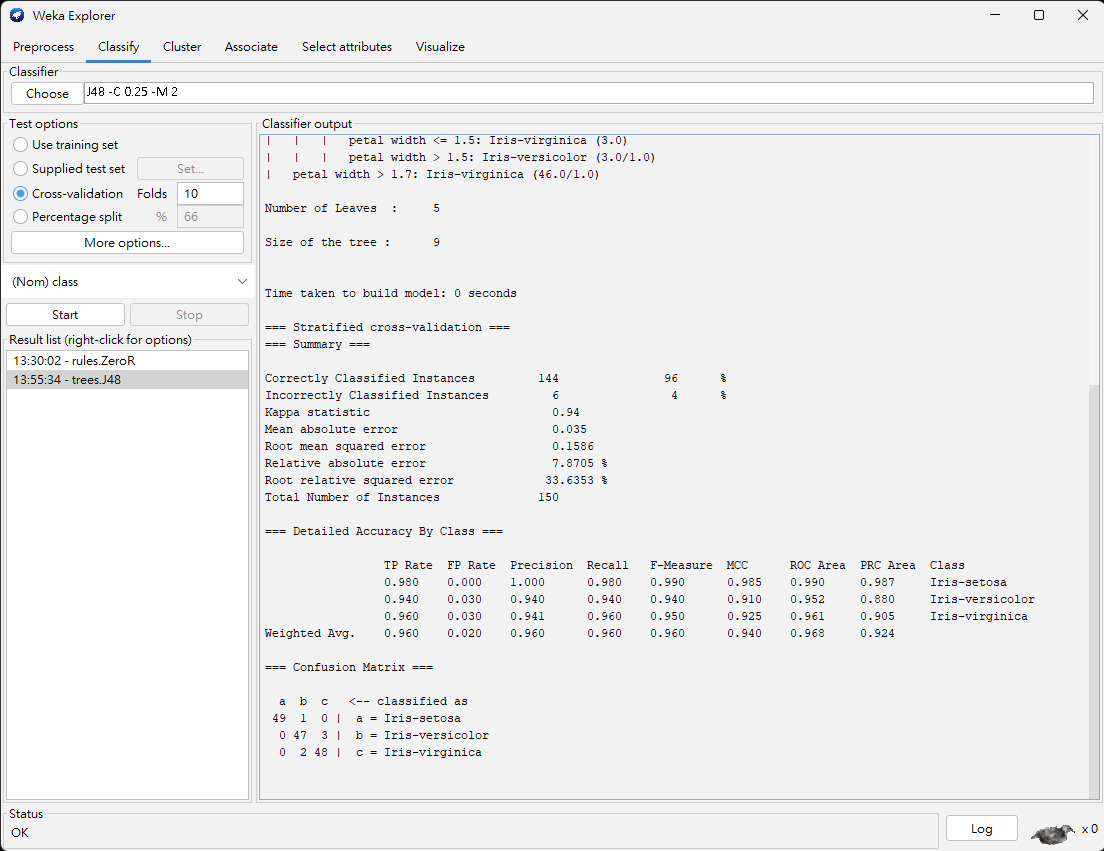 Weka Explorer
Preprocess Classify Cluster Associate Select attributes Visualize
Classifier
Choose J48 -C 0.25 -M 2
Test options
Use training set
Supplied test set Set...
Cross-validation Folds 10
Percentage split % 66
More options...
(Nom) class
Start Stop
Result list (right-click for options)
13:30:02 - rules.ZeroR
13:55:34 - trees.J48
Classifier output
| | | petal width <= 1.5: Iris-virginica (3.0)
| | | petal width > 1.5: Iris-versicolor (3.0/1.0)
| petal width > 1.7: Iris-virginica (46.0/1.0)
Number of Leaves : 5
Size of the tree : 9
Time taken to build model: 0 seconds
=== Stratified cross-validation ===
=== Summary ===
Correctly Classified Instances 144 96 %
Incorrectly Classified Instances 6 4 %
Kappa statistic 0.94
Mean absolute error 0.035
Root mean squared error 0.1586
Relative absolute error 7.8705 %
Root relative squared error 33.6353 %
Total Number of Instances 150
=== Detailed Accuracy By Class ===
TP Rate FP Rate Precision Recall F-Measure MCC ROC Area PRC Area Class
0.980 0.000 1.000 0.980 0.990 0.985 0.990 0.987 Iris-setosa
0.940 0.030 0.940 0.940 0.940 0.910 0.952 0.880 Iris-versicolor
0.960 0.030 0.941 0.960 0.950 0.925 0.961 0.905 Iris-virginica
Weighted Avg. 0.960 0.020 0.960 0.960 0.960 0.940 0.968 0.924
=== Confusion Matrix ===
a b c <-- classified as
49 1 0 | a = Iris-setosa
0 47 3 | b = Iris-versicolor
0 2 48 | c = Iris-virginica
Status
OK
Log
x 0